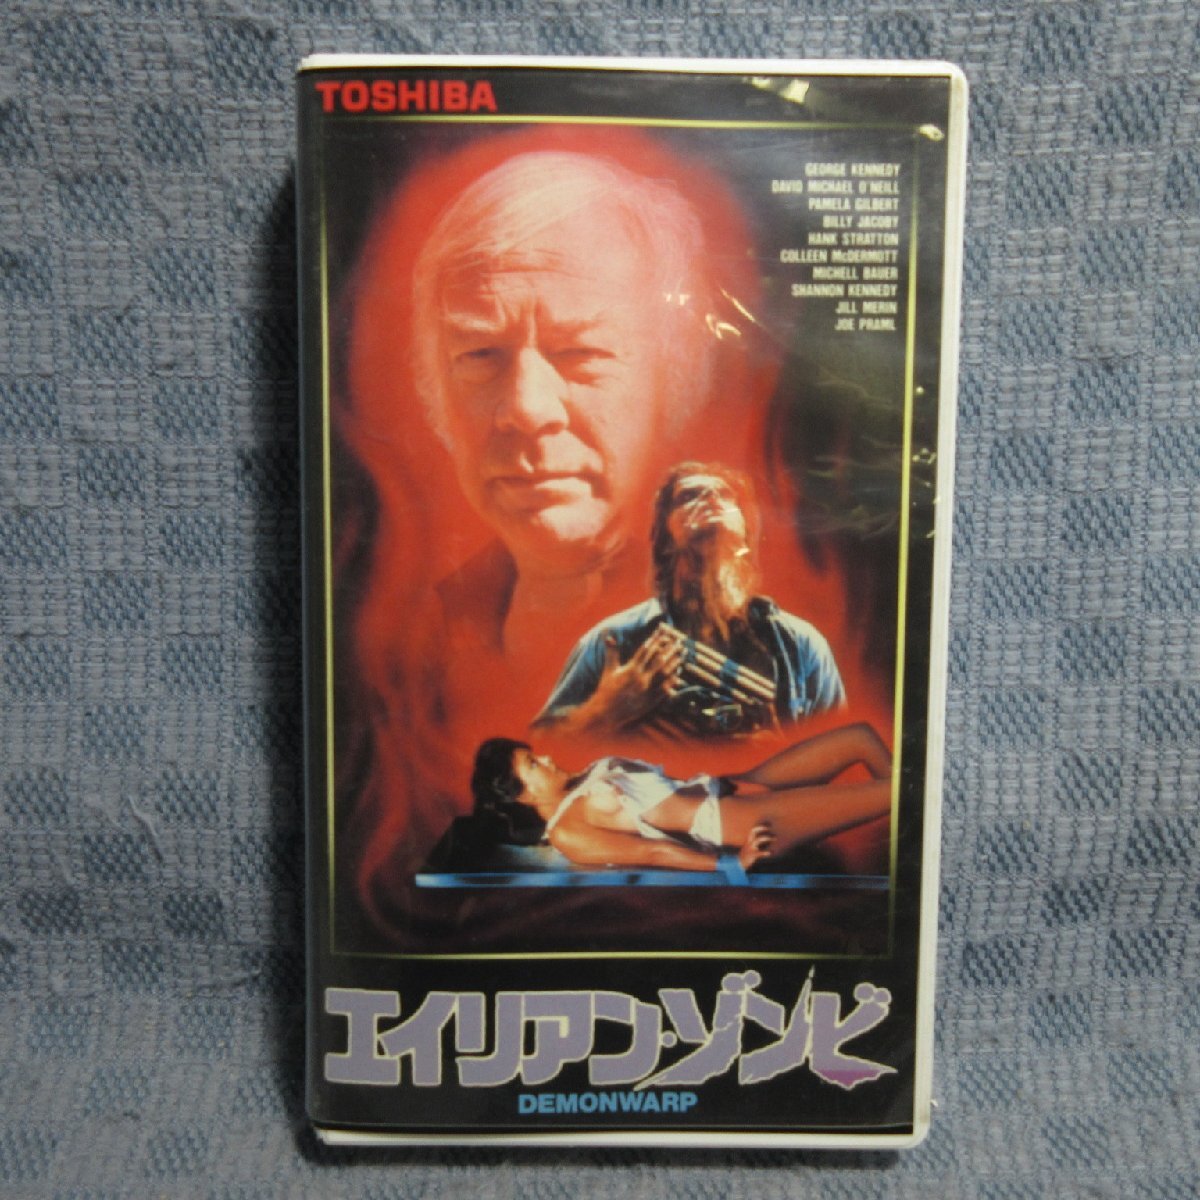 TOSHIBA
GEORGE KENNEDY
DAVID MICHAEL O'NEILL
PAMELA GILBERT
BILLY JACOBY
HANK STRATTON
COLLEEN McDERMOTT
MICHELL BAUER
SHANNON KENNEDY
JILL MERIN
JOE PRAML
エイリアン・ゾンビ
DEMONWARP